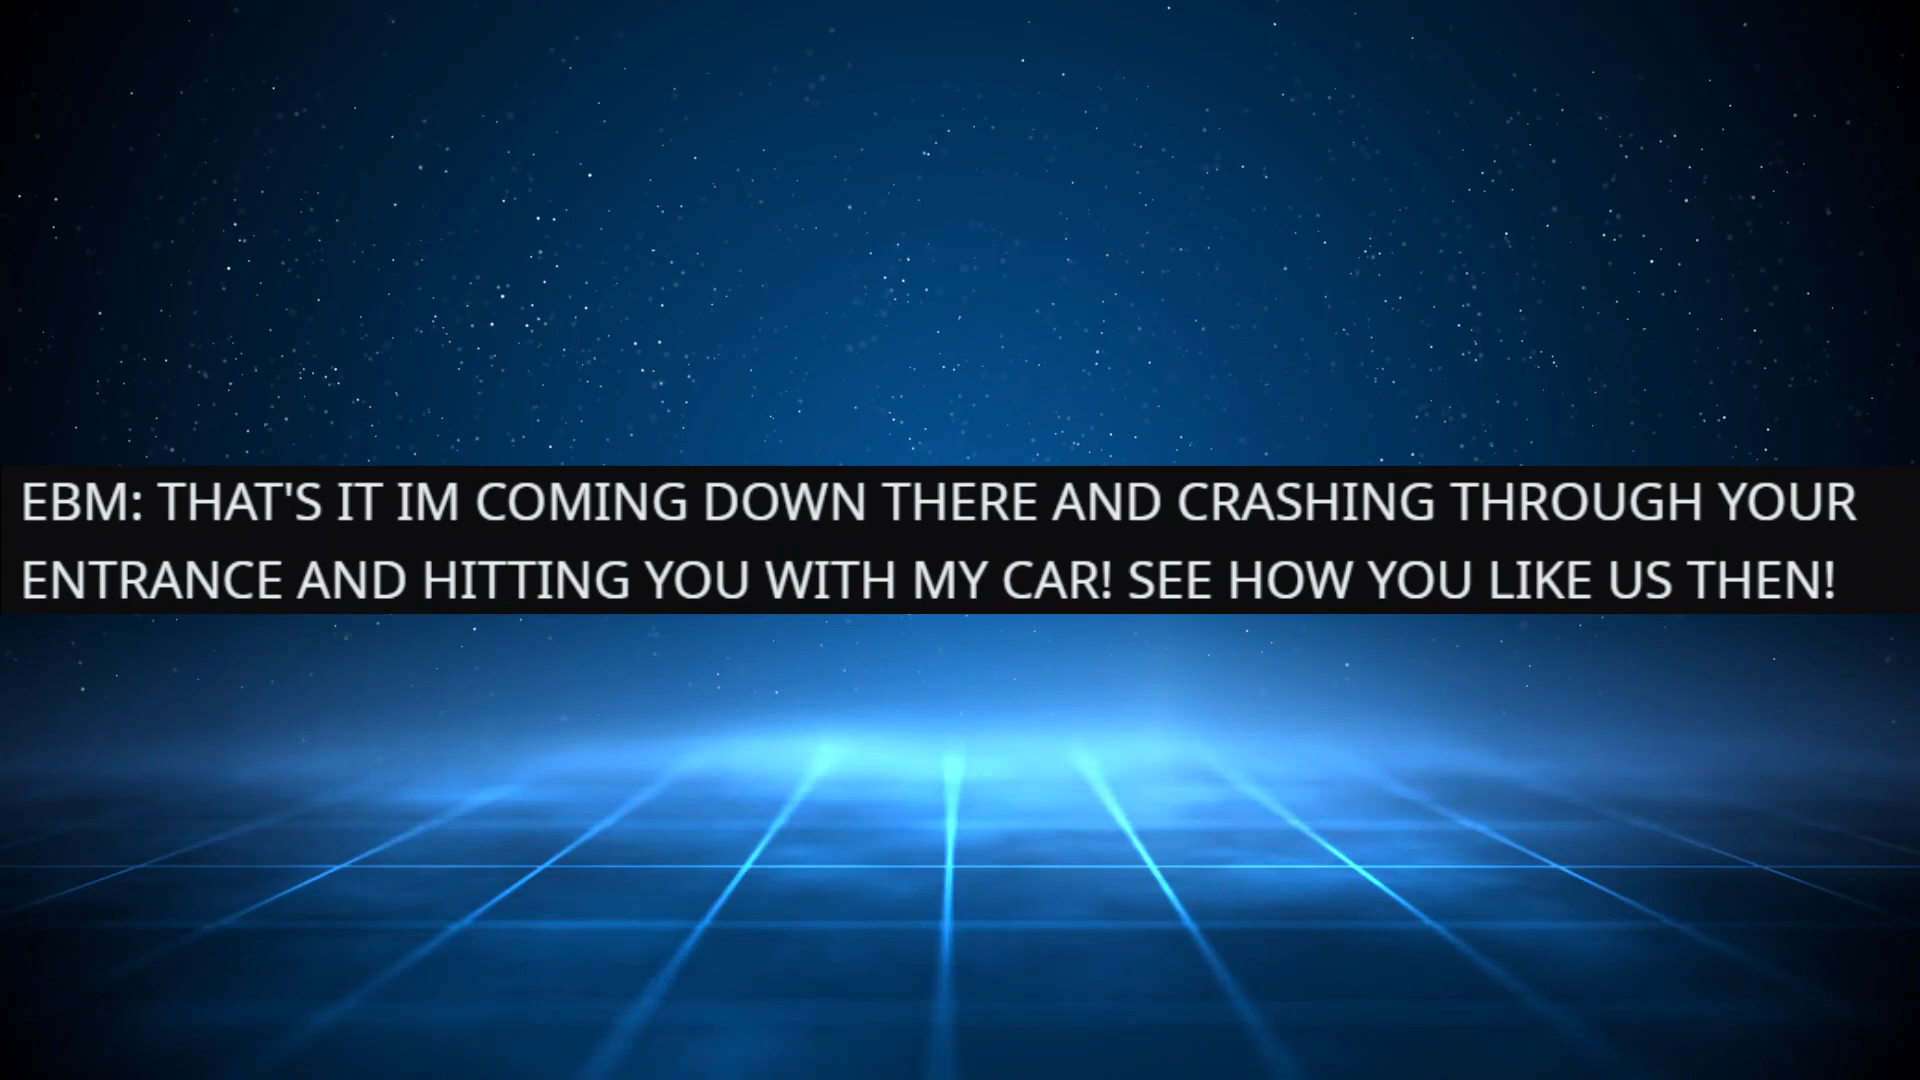 EBM: THAT'S IT IM COMING DOWN THERE AND CRASHING THROUGH YOUR
ENTRANCE AND HITTING YOU WITH MY CAR! SEE HOW YOU LIKE US THEN!